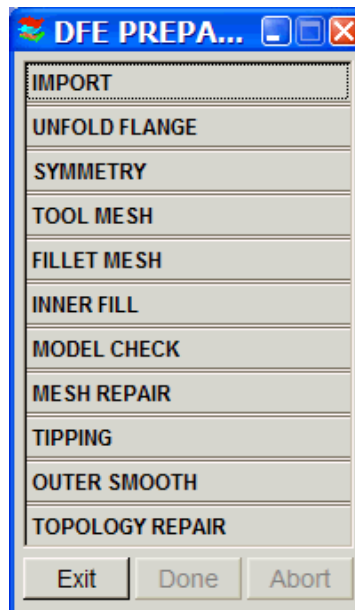 DFE PREPA...
IMPORT
UNFOLD FLANGE
SYMMETRY
TOOL MESH
FILLET MESH
INNER FILL
MODEL CHECK
MESH REPAIR
TIPPING
OUTER SMOOTH
TOPOLOGY REPAIR
Exit Done Abort